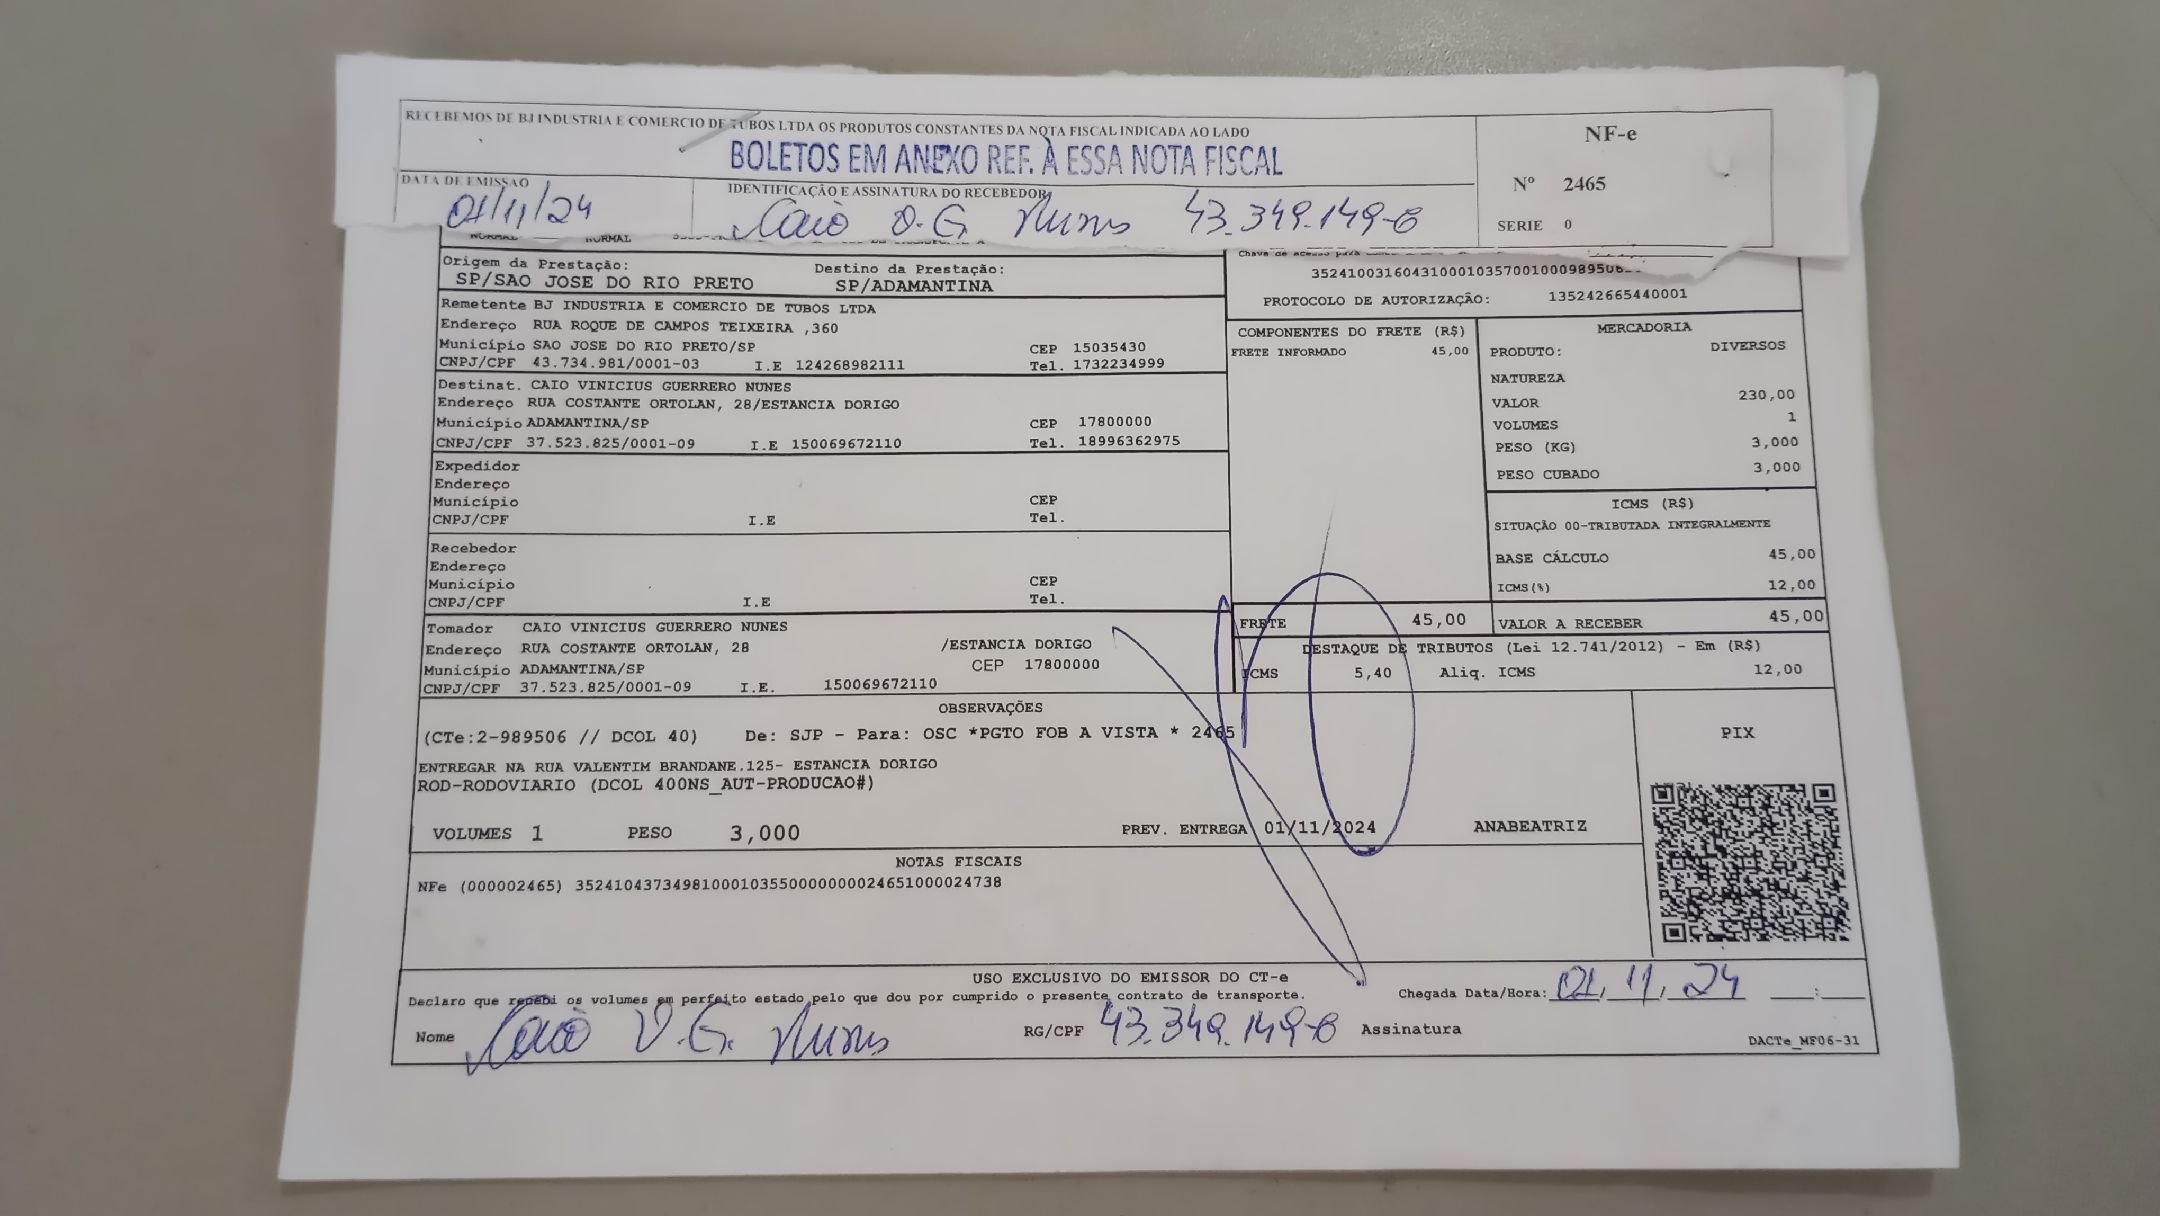 RECEBEMOS DE BJ INDUSTRIA E COMERCIO DE TUBOS LTDA OS PRODUTOS CONSTANTES DA NOTA FISCAL INDICADA AO LADO
BOLETOS EM ANEXO REF. À ESSA NOTA FISCAL
NF-e
Nº 2465
SERIE 0
DATA DE EMISSAO
01/11/24
IDENTIFICAÇÃO E ASSINATURA DO RECEBEDOR
Caio V.G. Nunes 43.349.149-8
NORMAL NORMAL
Origem da Prestação: Destino da Prestação:
SP/SAO JOSE DO RIO PRETO SP/ADAMANTINA
Chave de acesso para
PROTOCOLO DE AUTORIZAÇÃO: 135242665440001
Remetente BJ INDUSTRIA E COMERCIO DE TUBOS LTDA
Endereço RUA ROQUE DE CAMPOS TEIXEIRA ,360
Município SAO JOSE DO RIO PRETO/SP CEP 15035430
CNPJ/CPF 43.734.981/0001-03 I.E 124268982111 Tel. 1732234999
Destinat. CAIO VINICIUS GUERRERO NUNES
Endereço RUA COSTANTE ORTOLAN, 28/ESTANCIA DORIGO
Município ADAMANTINA/SP CEP 17800000
CNPJ/CPF 37.523.825/0001-09 I.E 150069672110 Tel. 18996362975
Expedidor
Endereço
Município CEP
CNPJ/CPF I.E Tel.
Recebedor
Endereço
Município CEP
CNPJ/CPF I.E Tel.
Tomador CAIO VINICIUS GUERRERO NUNES
Endereço RUA COSTANTE ORTOLAN, 28 /ESTANCIA DORIGO
Município ADAMANTINA/SP CEP 17800000
CNPJ/CPF 37.523.825/0001-09 I.E. 150069672110
COMPONENTES DO FRETE (R$)
FRETE INFORMADO 45,00
MERCADORIA
PRODUTO: DIVERSOS
NATUREZA
VALOR 230,00
VOLUMES 1
PESO (KG) 3,000
PESO CUBADO 3,000
ICMS (R$)
SITUAÇÃO 00-TRIBUTADA INTEGRALMENTE
BASE CÁLCULO 45,00
ICMS(%) 12,00
FRETE 45,00 VALOR A RECEBER 45,00
DESTAQUE DE TRIBUTOS (Lei 12.741/2012) - Em (R$)
ICMS 5,40 Aliq. ICMS 12,00
OBSERVAÇÕES
(CTe:2-989506 // DCOL 40) De: SJP - Para: OSC *PGTO FOB A VISTA * 2465
ENTREGAR NA RUA VALENTIM BRANDANE.125- ESTANCIA DORIGO
ROD-RODOVIARIO (DCOL 400NS_AUT-PRODUCAO#)
VOLUMES 1 PESO 3,000 PREV. ENTREGA 01/11/2024 ANABEATRIZ
PIX
NOTAS FISCAIS
NFe (000002465) 35241043734981000103550000000024651000024738
USO EXCLUSIVO DO EMISSOR DO CT-e
Declaro que recebi os volumes em perfeito estado pelo que dou por cumprido o presente contrato de transporte.
Chegada Data/Hora: 01, 11, 24 :
Nome Caio V.G. Nunes RG/CPF 43.349.149-8 Assinatura
DACTe_MF06-31